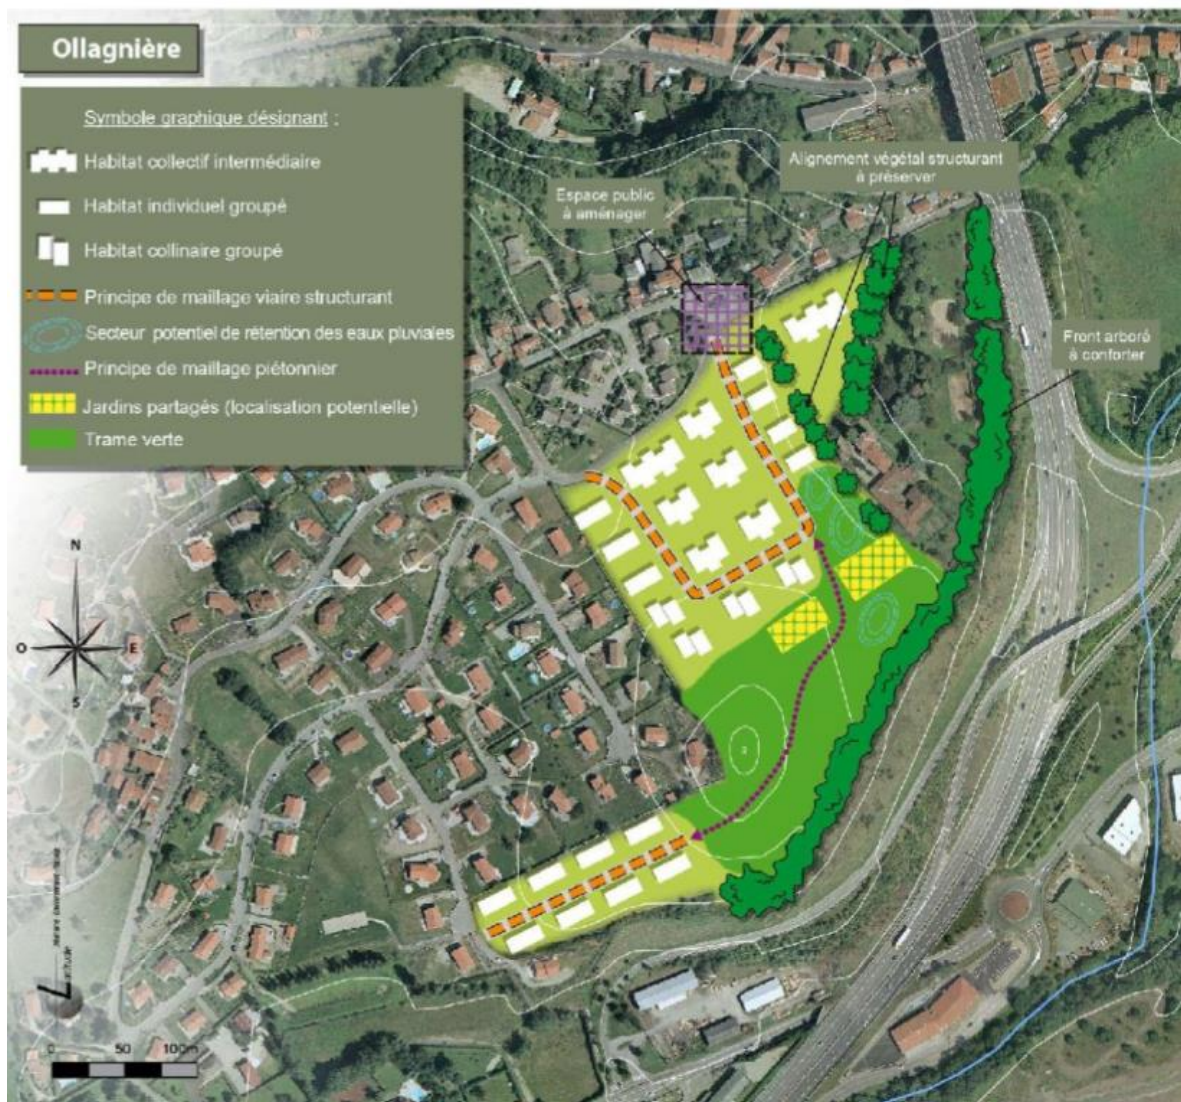 Ollagnière
Symbole graphique désignant :
Habitat collectif intermédiaire
Habitat individuel groupé
Habitat collinaire groupé
Principe de maillage viaire structurant
Secteur potentiel de rétention des eaux pluviales
Principe de maillage piétonnier
Jardins partagés (localisation potentielle)
Trame verte
Alignement végétal structurant
à préserver
Espace public
à aménager
Front arboré
à conforter
N
O
E
S
0 50 100m